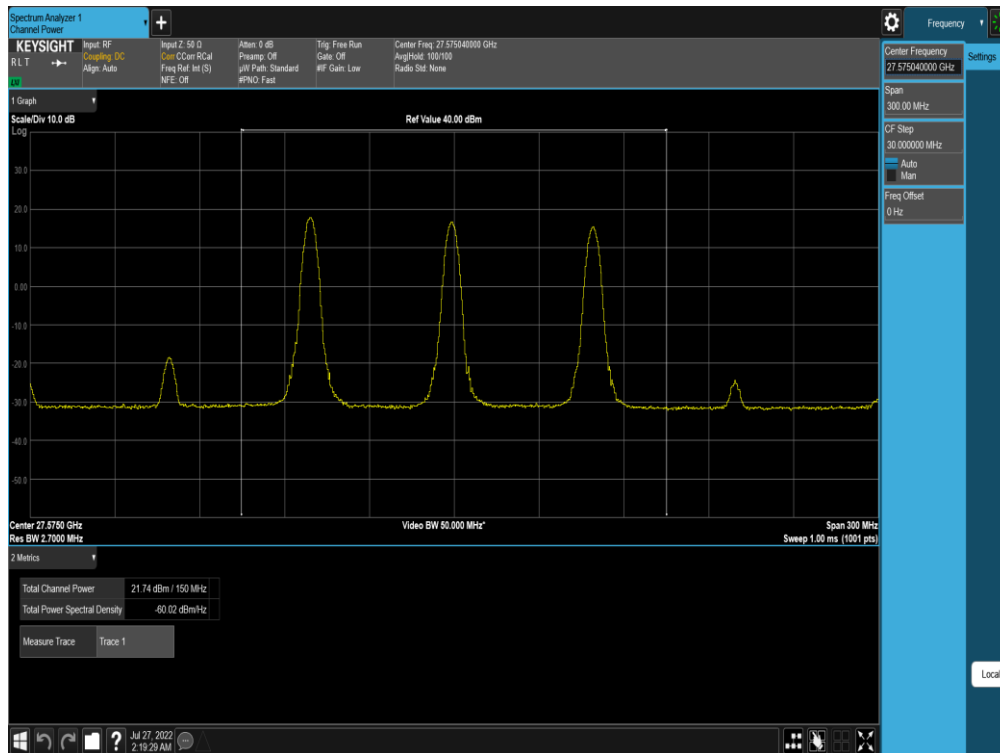 Spectrum Analyzer 1
Channel Power
+
Frequency
KEYSIGHT
RLT
LXI
Input: RF
Coupling: DC
Align: Auto
Input Z: 50 Ω
Corr CCorr RCal
Freq Ref: Int (S)
NFE: Off
Atten: 0 dB
Preamp: Off
µW Path: Standard
#PNO: Fast
Trig: Free Run
Gate: Off
#IF Gain: Low
Center Freq: 27.575040000 GHz
Avg|Hold: 100/100
Radio Std: None
Center Frequency
27.575040000 GHz
Settings
Span
300.00 MHz
CF Step
30.000000 MHz
Auto
Man
Freq Offset
0 Hz
1 Graph
Scale/Div 10.0 dB
Ref Value 40.00 dBm
Log
30.0
20.0
10.0
0.00
-10.0
-20.0
-30.0
-40.0
-50.0
Center 27.5750 GHz
Video BW 50.000 MHz*
Span 300 MHz
Res BW 2.7000 MHz
Sweep 1.00 ms (1001 pts)
2 Metrics
Total Channel Power 21.74 dBm / 150 MHz
Total Power Spectral Density -60.02 dBm/Hz
Measure Trace Trace 1
Local
?
Jul 27, 2022
2:19:29 AM